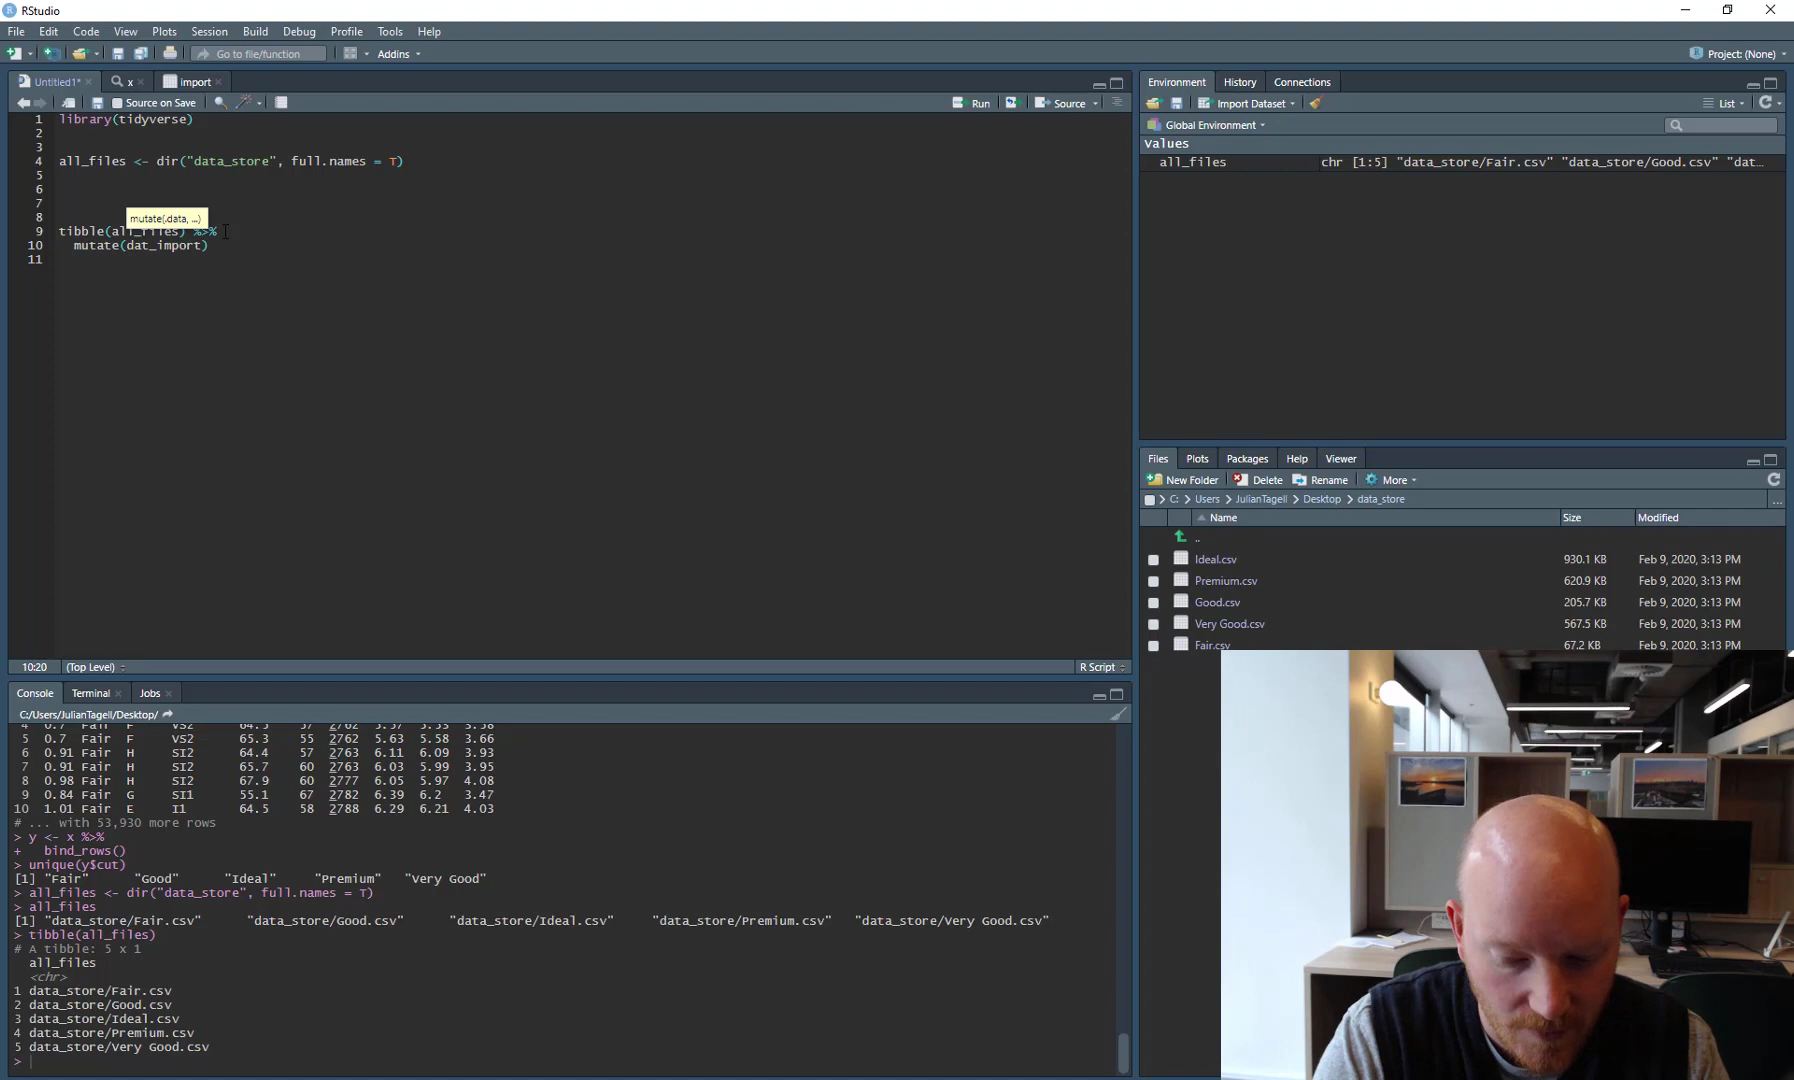 RStudio
File Edit Code View Plots Session Build Debug Profile Tools Help
Go to file/function Addins Project: (None)
Untitled1* x import
Source on Save Run Source
1 library(tidyverse)
2
3
4 all_files <- dir("data_store", full.names = T)
5
6
7
8
mutate(.data, ...)
9 tibble(all_files) %>%
10 mutate(dat_import)
11
10:20 (Top Level) R Script
Console Terminal Jobs
C:/Users/JulianTagell/Desktop/
4 0.7 Fair F VS2 64.5 57 2762 5.57 5.53 3.58
5 0.7 Fair F VS2 65.3 55 2762 5.63 5.58 3.66
6 0.91 Fair H SI2 64.4 57 2763 6.11 6.09 3.93
7 0.91 Fair H SI2 65.7 60 2763 6.03 5.99 3.95
8 0.98 Fair H SI2 67.9 60 2777 6.05 5.97 4.08
9 0.84 Fair G SI1 55.1 67 2782 6.39 6.2 3.47
10 1.01 Fair E I1 64.5 58 2788 6.29 6.21 4.03
# ... with 53,930 more rows
> y <- x %>%
+ bind_rows()
> unique(y$cut)
[1] "Fair" "Good" "Ideal" "Premium" "Very Good"
> all_files <- dir("data_store", full.names = T)
> all_files
[1] "data_store/Fair.csv" "data_store/Good.csv" "data_store/Ideal.csv" "data_store/Premium.csv" "data_store/Very Good.csv"
> tibble(all_files)
# A tibble: 5 x 1
all_files
<chr>
1 data_store/Fair.csv
2 data_store/Good.csv
3 data_store/Ideal.csv
4 data_store/Premium.csv
5 data_store/Very Good.csv
>
Environment History Connections
Import Dataset List
Global Environment
Values
all_files chr [1:5] "data_store/Fair.csv" "data_store/Good.csv" "dat...
Files Plots Packages Help Viewer
New Folder Delete Rename More
C: > Users > JulianTagell > Desktop > data_store ...
Name Size Modified
..
Ideal.csv 930.1 KB Feb 9, 2020, 3:13 PM
Premium.csv 620.9 KB Feb 9, 2020, 3:13 PM
Good.csv 205.7 KB Feb 9, 2020, 3:13 PM
Very Good.csv 567.5 KB Feb 9, 2020, 3:13 PM
Fair.csv 67.2 KB Feb 9, 2020, 3:13 PM